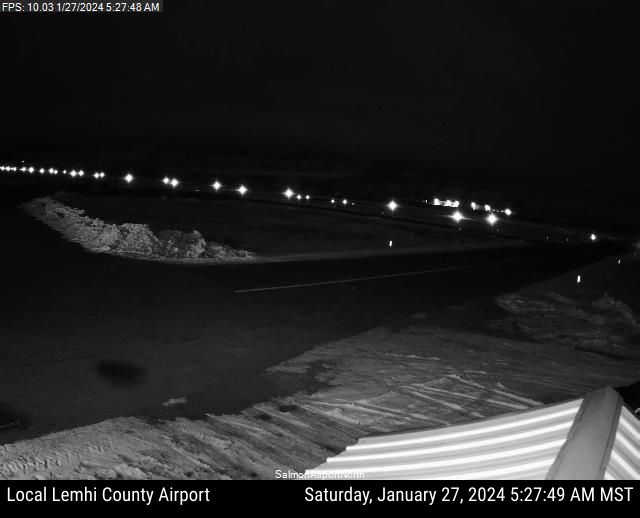 FPS: 10.03 1/27/2024 5:27:48 AM
SalmonAirportNorth
Local Lemhi County Airport
Saturday, January 27, 2024 5:27:49 AM MST